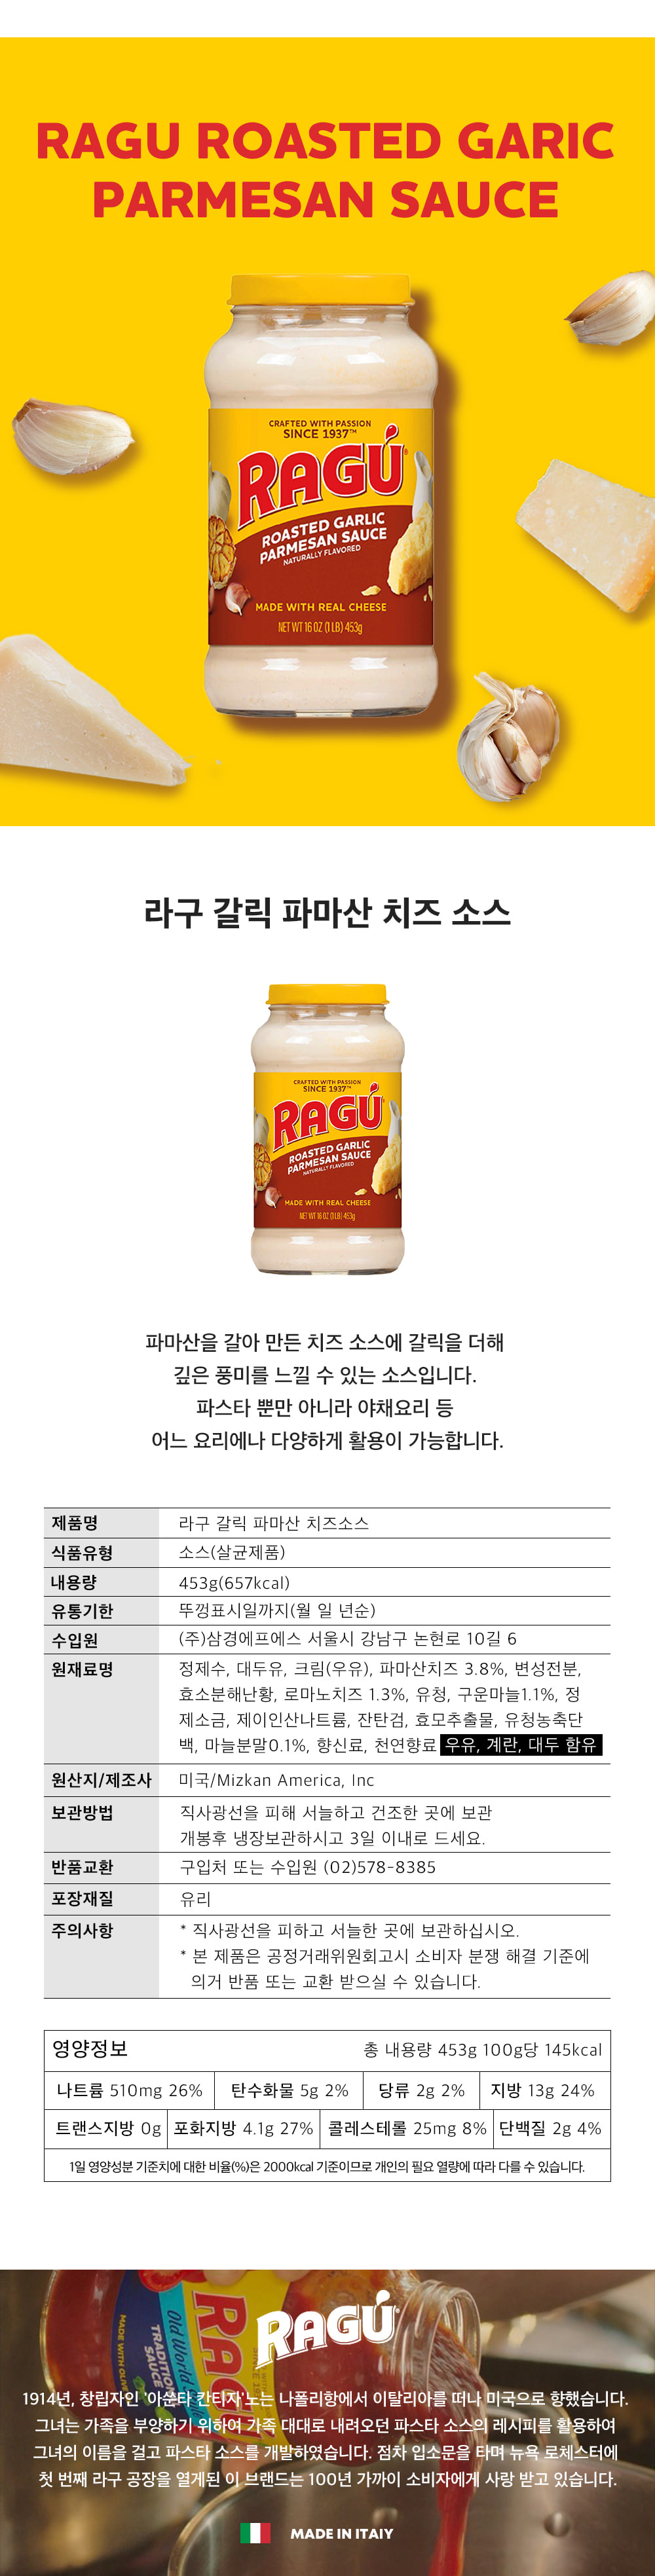 RAGU ROASTED GARIC
PARMESAN SAUCE
CRAFTED WITH PASSION
SINCE 1937™
RAGÚ®
ROASTED GARLIC
PARMESAN SAUCE
NATURALLY FLAVORED
MADE WITH REAL CHEESE
NET WT 16 OZ (1 LB) 453g
라구 갈릭 파마산 치즈 소스
CRAFTED WITH PASSION
SINCE 1937™
RAGÚ
ROASTED GARLIC
PARMESAN SAUCE
NATURALLY FLAVORED
MADE WITH REAL CHEESE
NET WT 16 OZ (1 LB) 453g
파마산을 갈아 만든 치즈 소스에 갈릭을 더해
깊은 풍미를 느낄 수 있는 소스입니다.
파스타 뿐만 아니라 야채요리 등
어느 요리에나 다양하게 활용이 가능합니다.
제품명 라구 갈릭 파마산 치즈소스
식품유형 소스(살균제품)
내용량 453g(657kcal)
유통기한 뚜껑표시일까지(월 일 년순)
수입원 (주)삼경에프에스 서울시 강남구 논현로 10길 6
원재료명 정제수, 대두유, 크림(우유), 파마산치즈 3.8%, 변성전분,
효소분해난황, 로마노치즈 1.3%, 유청, 구운마늘1.1%, 정
제소금, 제이인산나트륨, 잔탄검, 효모추출물, 유청농축단
백, 마늘분말0.1%, 향신료, 천연향료 우유, 계란, 대두 함유
원산지/제조사 미국/Mizkan America, Inc
보관방법 직사광선을 피해 서늘하고 건조한 곳에 보관
개봉후 냉장보관하시고 3일 이내로 드세요.
반품교환 구입처 또는 수입원 (02)578-8385
포장재질 유리
주의사항 * 직사광선을 피하고 서늘한 곳에 보관하십시오.
* 본 제품은 공정거래위원회고시 소비자 분쟁 해결 기준에
의거 반품 또는 교환 받으실 수 있습니다.
영양정보 총 내용량 453g 100g당 145kcal
나트륨 510mg 26% 탄수화물 5g 2% 당류 2g 2% 지방 13g 24%
트랜스지방 0g 포화지방 4.1g 27% 콜레스테롤 25mg 8% 단백질 2g 4%
1일 영양성분 기준치에 대한 비율(%)은 2000kcal 기준이므로 개인의 필요 열량에 따라 다를 수 있습니다.
RAGÚ
Old World
TRADITIONAL
SAUCE
RAGÚ
1914년, 창립자인 '아순타 칸티자'노는 나폴리항에서 이탈리아를 떠나 미국으로 향했습니다.
그녀는 가족을 부양하기 위하여 가족 대대로 내려오던 파스타 소스의 레시피를 활용하여
그녀의 이름을 걸고 파스타 소스를 개발하였습니다. 점차 입소문을 타며 뉴욕 로체스터에
첫 번째 라구 공장을 열게된 이 브랜드는 100년 가까이 소비자에게 사랑 받고 있습니다.
MADE IN ITAIY